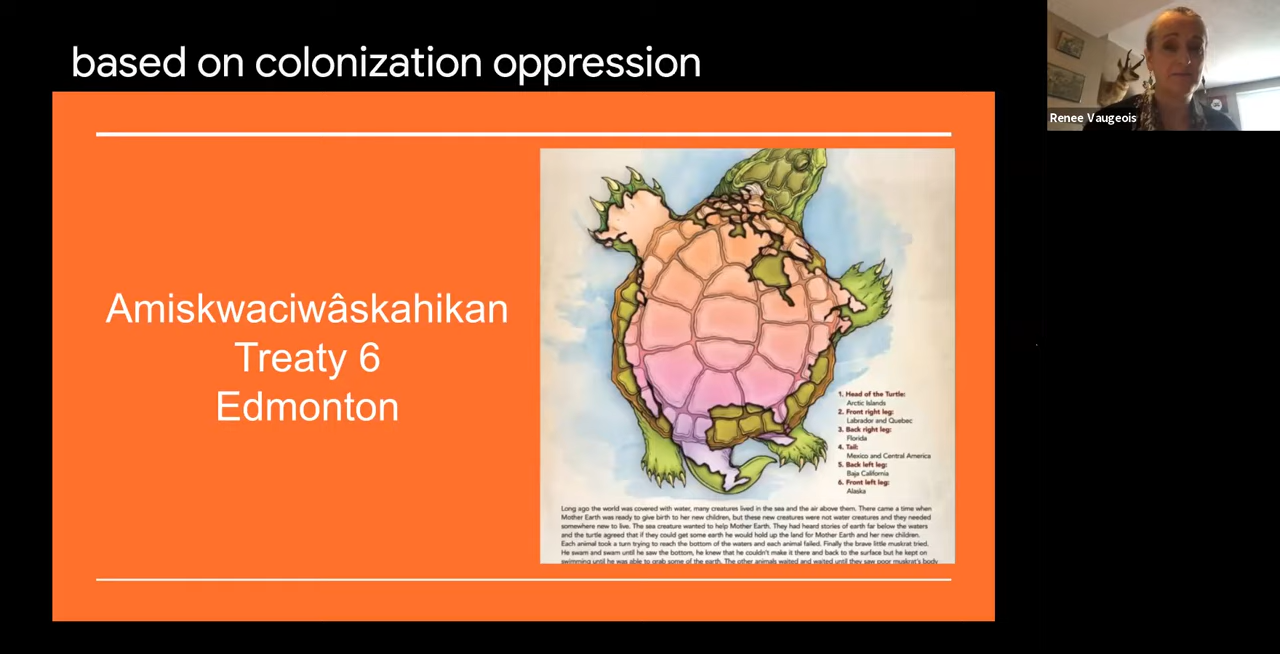 based on colonization oppression
Renee Vaugeois
Amiskwaciwâskahikan
Treaty 6
Edmonton
1. Head of the Turtle:
Arctic Islands
2. Front right leg:
Labrador and Quebec
3. Back right leg:
Florida
4. Tail:
Mexico and Central America
5. Back left leg:
Baja California
6. Front left leg:
Alaska
Long ago the world was covered with water, many creatures lived in the sea and the air above them. There came a time when
Mother Earth was ready to give birth to her new children, but these new creatures were not water creatures and they needed
somewhere new to live. The sea creature wanted to help Mother Earth. They had heard stories of earth far below the waters
and the turtle agreed that if they could get some earth he would hold up the land for Mother Earth and her new children.
Each animal took a turn trying to reach the bottom of the waters and each animal failed. Finally the brave little muskrat tried.
He swam and swam until he saw the bottom, he knew that he couldn't make it there and back to the surface but he kept on
swimming until he was able to grab some of the earth. The other animals waited and waited until they saw poor muskrat's body